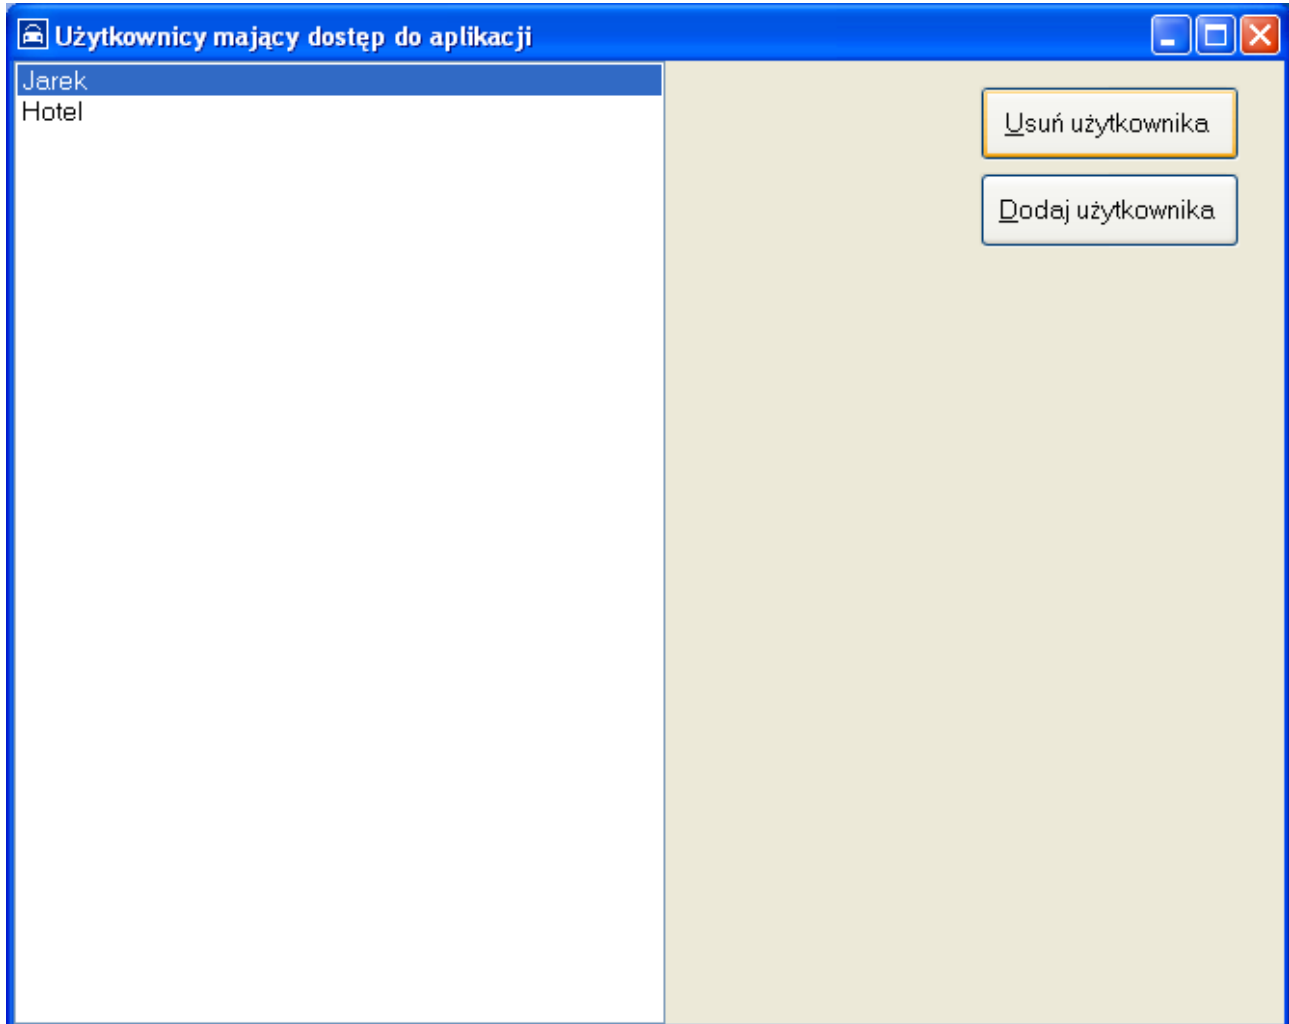 Użytkownicy mający dostęp do aplikacji
Jarek
Hotel
Usuń użytkownika
Dodaj użytkownika